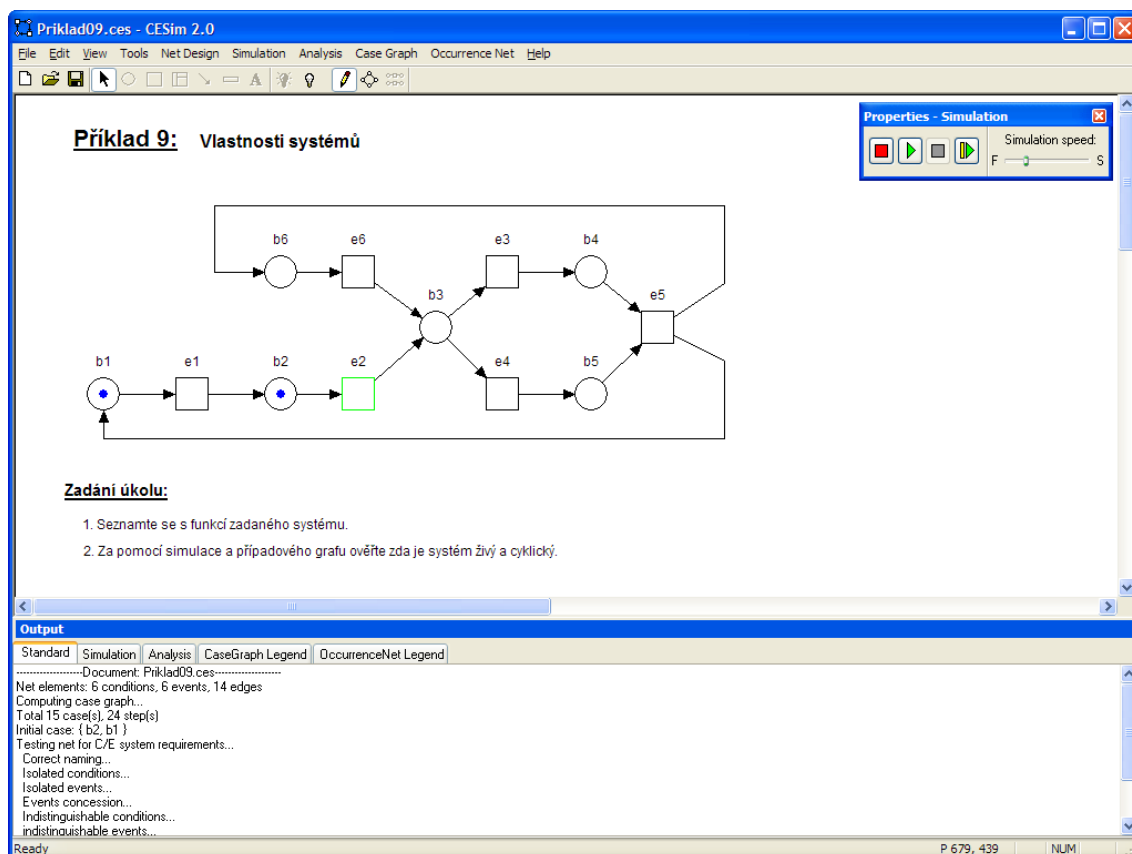 Priklad09.ces - CESim 2.0
File Edit View Tools Net Design Simulation Analysis Case Graph Occurrence Net Help
A
Příklad 9: Vlastnosti systémů
Properties - Simulation
Simulation speed:
F S
b6 e6 e3 b4
b3 e5
b1 e1 b2 e2 e4 b5
Zadání úkolu:
1. Seznamte se s funkcí zadaného systému.
2. Za pomocí simulace a případového grafu ověřte zda je systém živý a cyklický.
Output
Standard Simulation Analysis CaseGraph Legend OccurrenceNet Legend
-------------------Document: Priklad09.ces-------------------
Net elements: 6 conditions, 6 events, 14 edges
Computing case graph...
Total 15 case(s), 24 step(s)
Initial case: { b2, b1 }
Testing net for C/E system requirements...
Correct naming...
Isolated conditions...
Isolated events...
Events concession...
Indistinguishable conditions...
indistinguishable events...
Ready P 679, 439 NUM